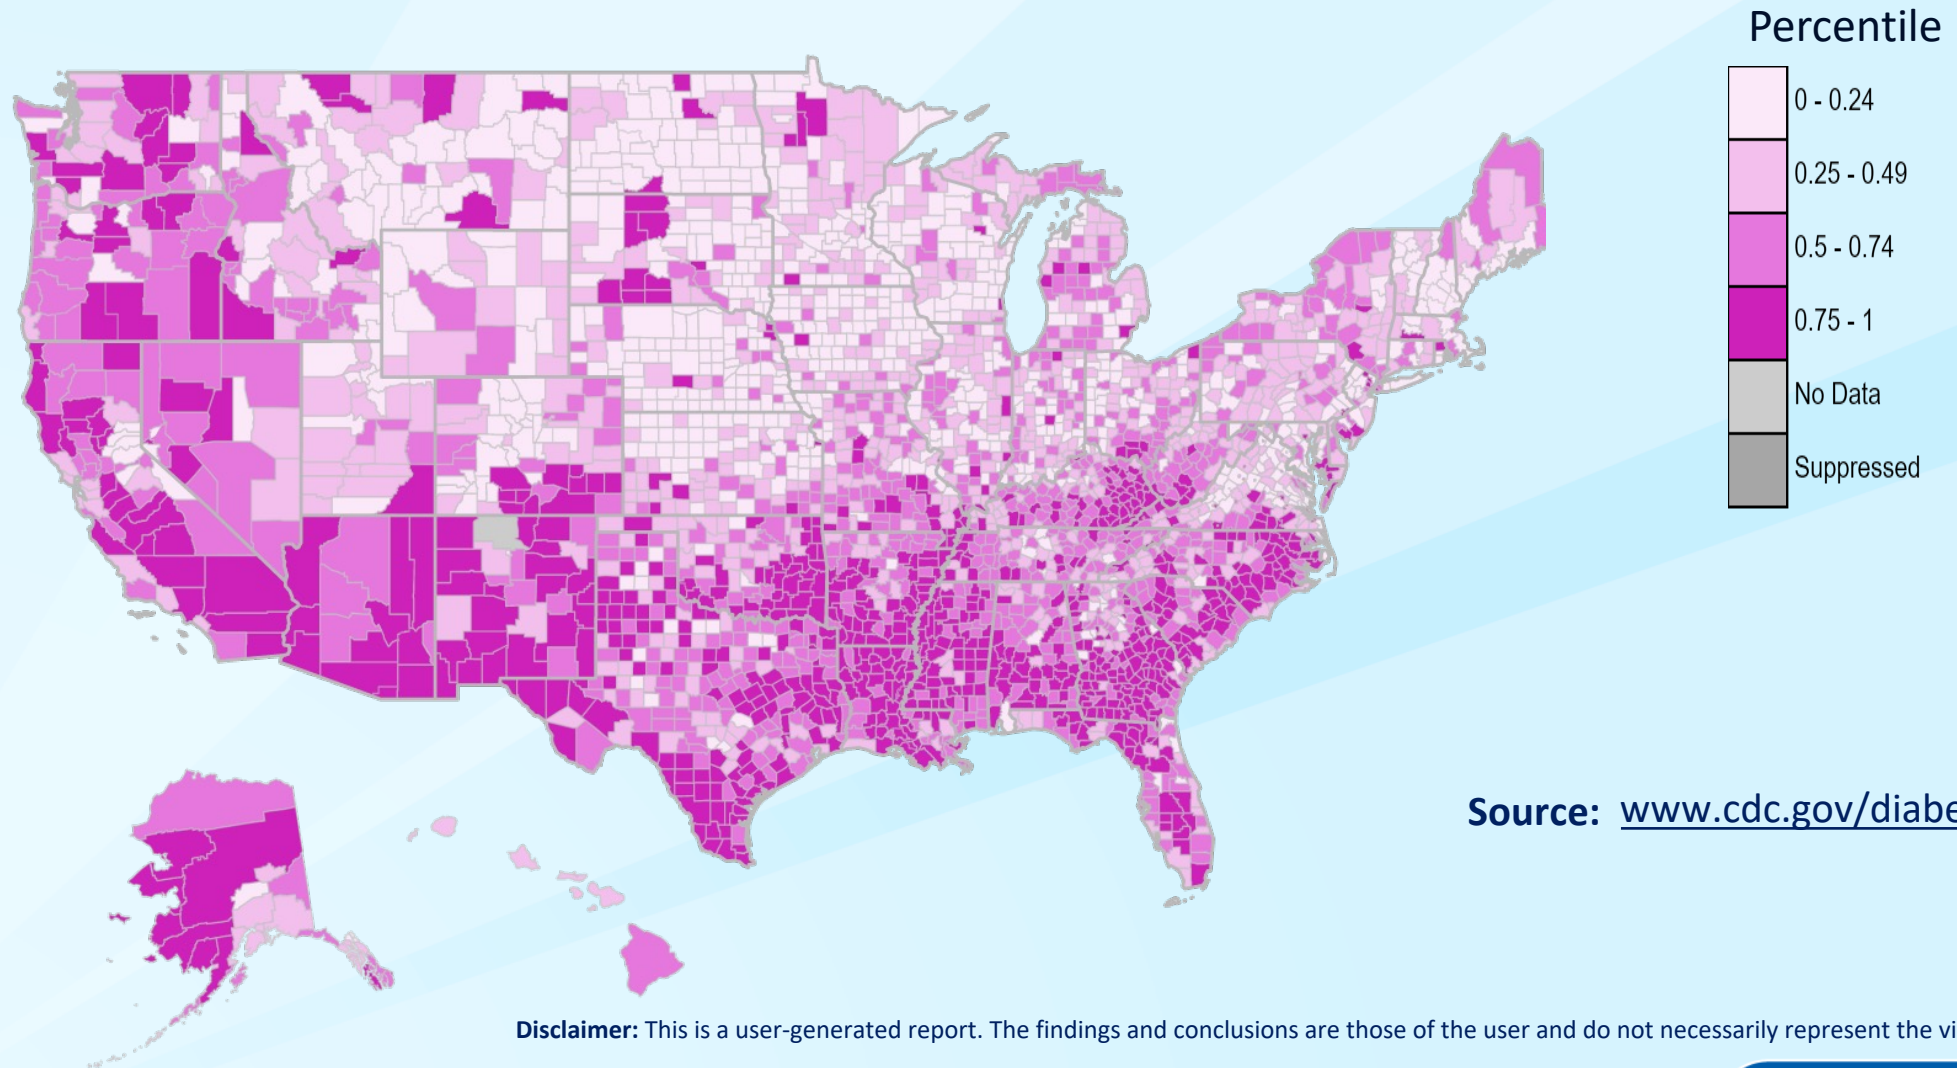 Percentile
0 - 0.24
0.25 - 0.49
0.5 - 0.74
0.75 - 1
No Data
Suppressed
Source: www.cdc.gov/diabe
Disclaimer: This is a user-generated report. The findings and conclusions are those of the user and do not necessarily represent the vi